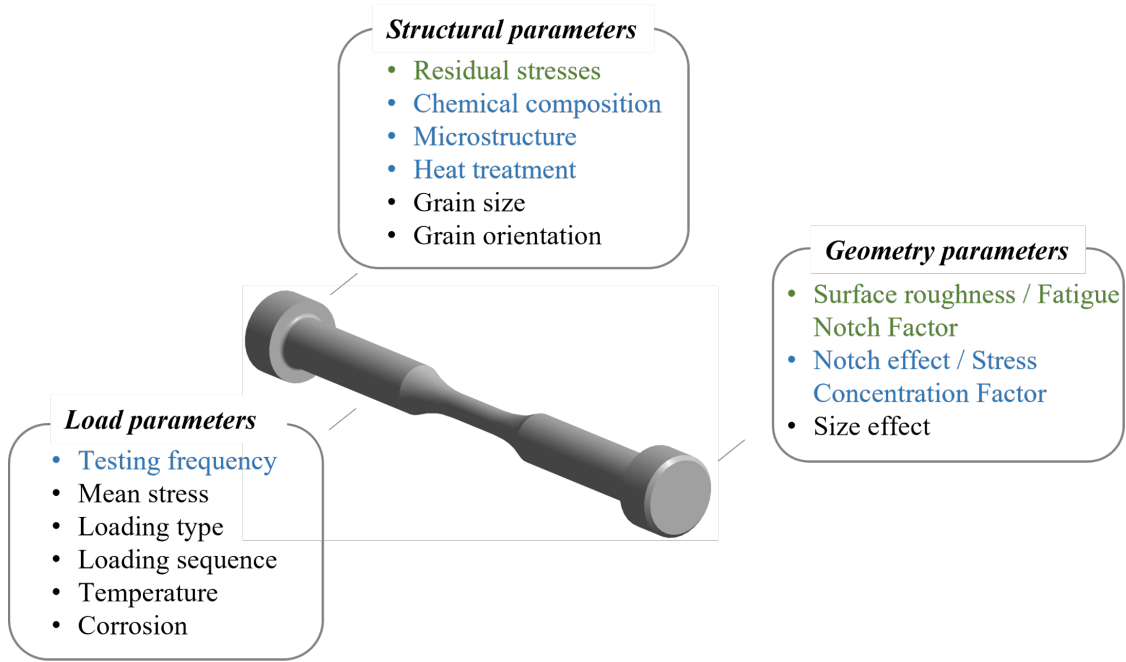 Structural parameters
• Residual stresses
• Chemical composition
• Microstructure
• Heat treatment
• Grain size
• Grain orientation
Geometry parameters
• Surface roughness / Fatigue
Notch Factor
• Notch effect / Stress
Concentration Factor
• Size effect
Load parameters
• Testing frequency
• Mean stress
• Loading type
• Loading sequence
• Temperature
• Corrosion